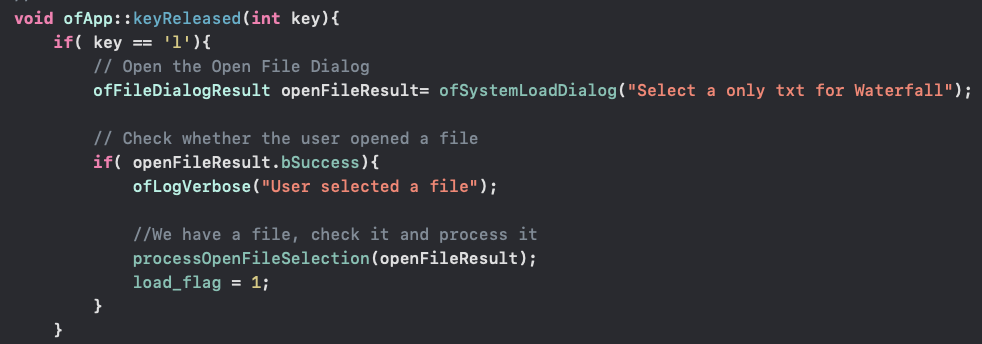 void ofApp::keyReleased(int key){
    if( key == 'l'){
        // Open the Open File Dialog
        ofFileDialogResult openFileResult= ofSystemLoadDialog("Select a only txt for Waterfall");

        // Check whether the user opened a file
        if( openFileResult.bSuccess){
            ofLogVerbose("User selected a file");

            //We have a file, check it and process it
            processOpenFileSelection(openFileResult);
            load_flag = 1;
        }
    }